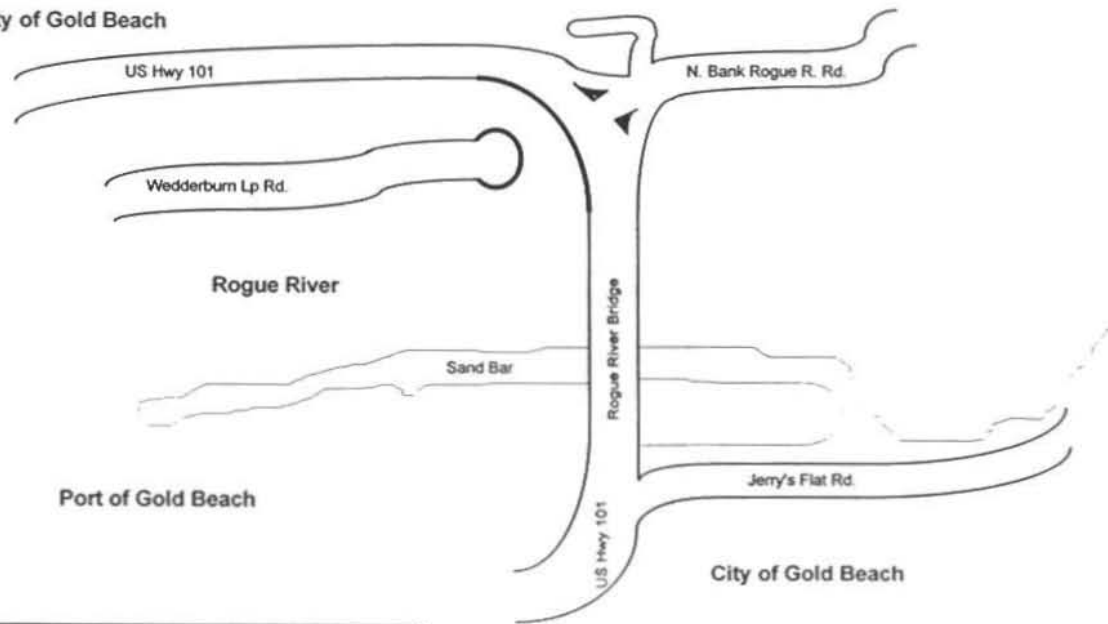 ty of Gold Beach
US Hwy 101
N. Bank Rogue R. Rd.
Wedderburn Lp Rd.
Rogue River
Rogue River Bridge
Sand Bar
Jerry's Flat Rd.
Port of Gold Beach
US Hwy 101
City of Gold Beach